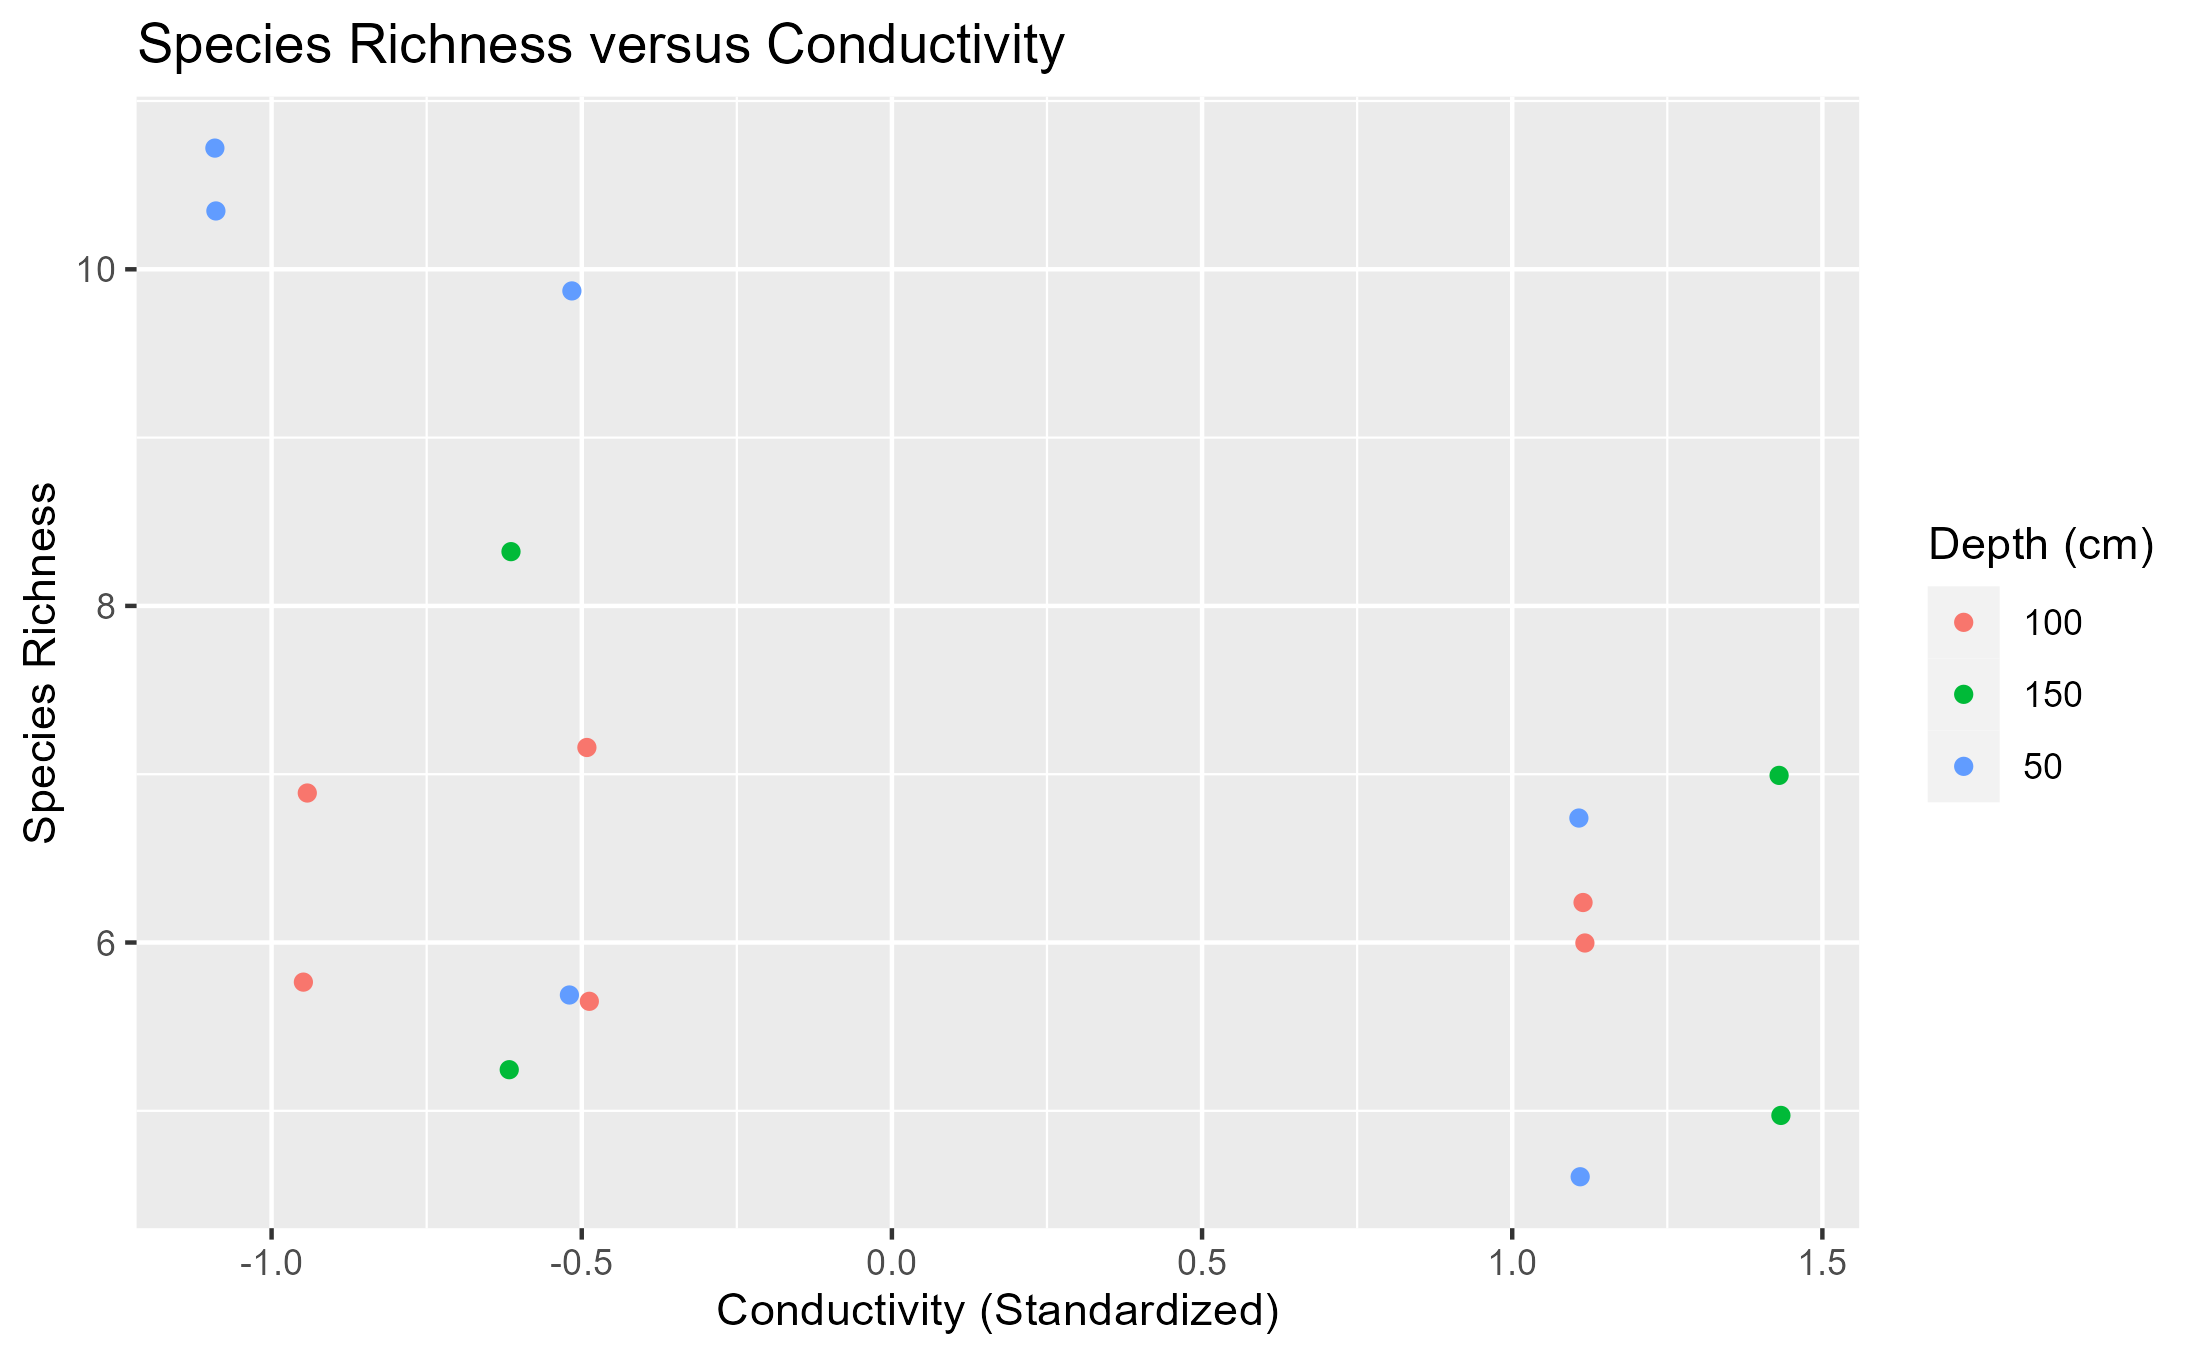 Species Richness versus Conductivity
Species Richness
10
8
6
-1.0 -0.5 0.0 0.5 1.0 1.5
Conductivity (Standardized)
Depth (cm)
100
150
50